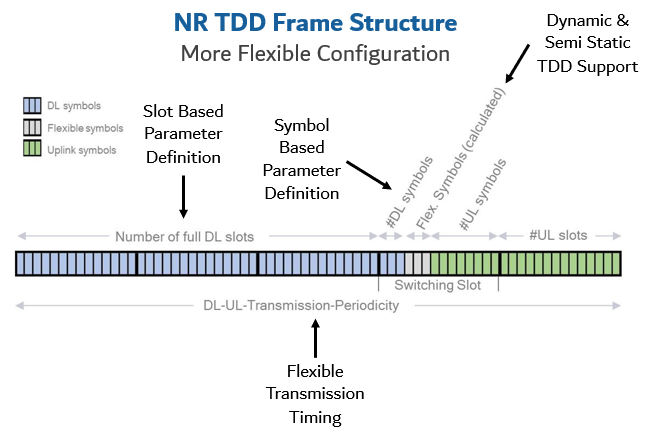 NR TDD Frame Structure
More Flexible Configuration
Dynamic &
Semi Static
TDD Support
DL symbols
Flexible symbols
Uplink symbols
Slot Based
Parameter
Definition
Symbol
Based
Parameter
Definition
#DL symbols
Flex. Symbols (calculated)
#UL symbols
Number of full DL slots
#UL slots
Switching Slot
DL-UL-Transmission-Periodicity
Flexible
Transmission
Timing